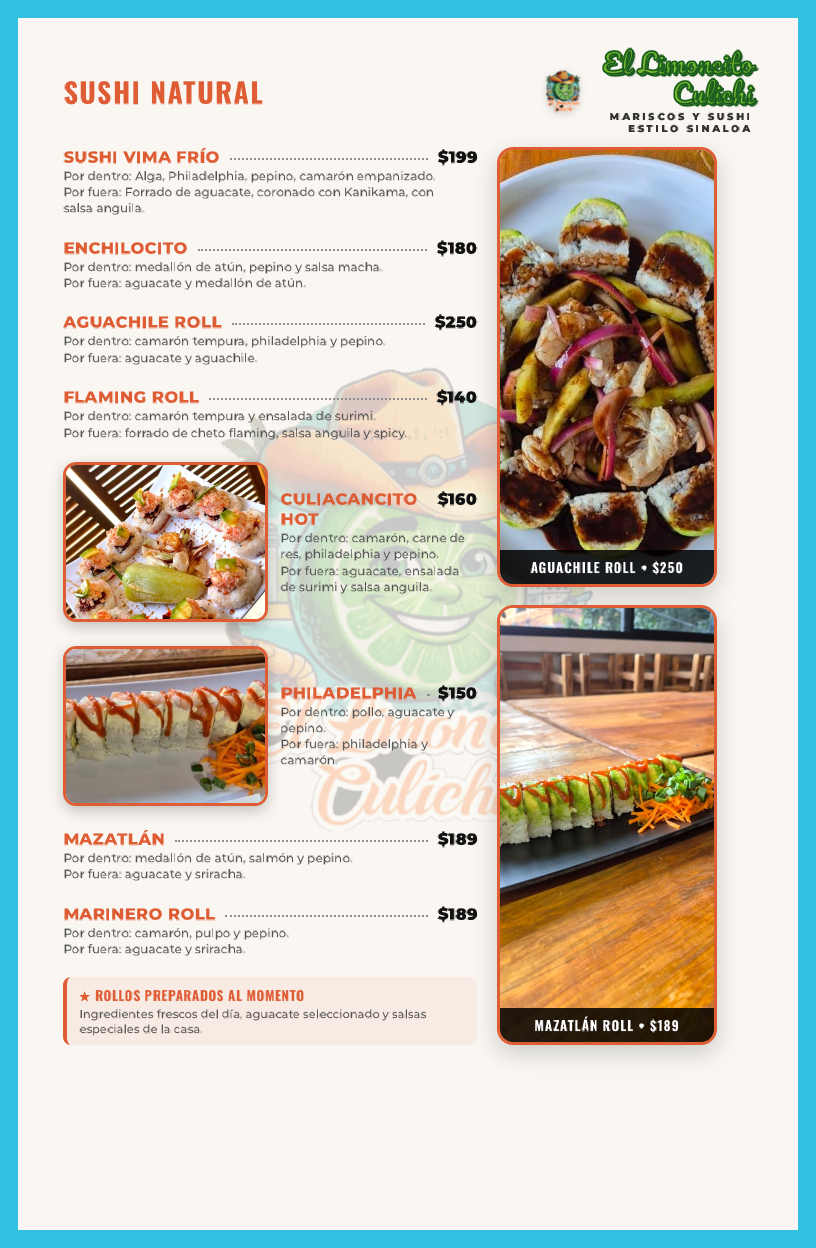 SUSHI NATURAL
El Limoncito
Culichi
MARISCOS Y SUSHI
ESTILO SINALOA
SUSHI VIMA FRÍO $199
Por dentro: Alga, Philadelphia, pepino, camarón empanizado.
Por fuera: Forrado de aguacate, coronado con Kanikama, con
salsa anguila.
ENCHILOCITO $180
Por dentro: medallón de atún, pepino y salsa macha.
Por fuera: aguacate y medallón de atún.
AGUACHILE ROLL $250
Por dentro: camarón tempura, philadelphia y pepino.
Por fuera: aguacate y aguachile.
FLAMING ROLL $140
Por dentro: camarón tempura y ensalada de surimi.
Por fuera: forrado de cheto flaming, salsa anguila y spicy.
CULIACANCITO $160
HOT
Por dentro: camarón, carne de
res, philadelphia y pepino.
Por fuera: aguacate, ensalada
de surimi y salsa anguila.
PHILADELPHIA $150
Por dentro: pollo, aguacate y
pepino.
Por fuera: philadelphia y
camarón.
MAZATLÁN $189
Por dentro: medallón de atún, salmón y pepino.
Por fuera: aguacate y sriracha.
MARINERO ROLL $189
Por dentro: camarón, pulpo y pepino.
Por fuera: aguacate y sriracha.
★ ROLLOS PREPARADOS AL MOMENTO
Ingredientes frescos del día, aguacate seleccionado y salsas
especiales de la casa.
AGUACHILE ROLL • $250
MAZATLÁN ROLL • $189